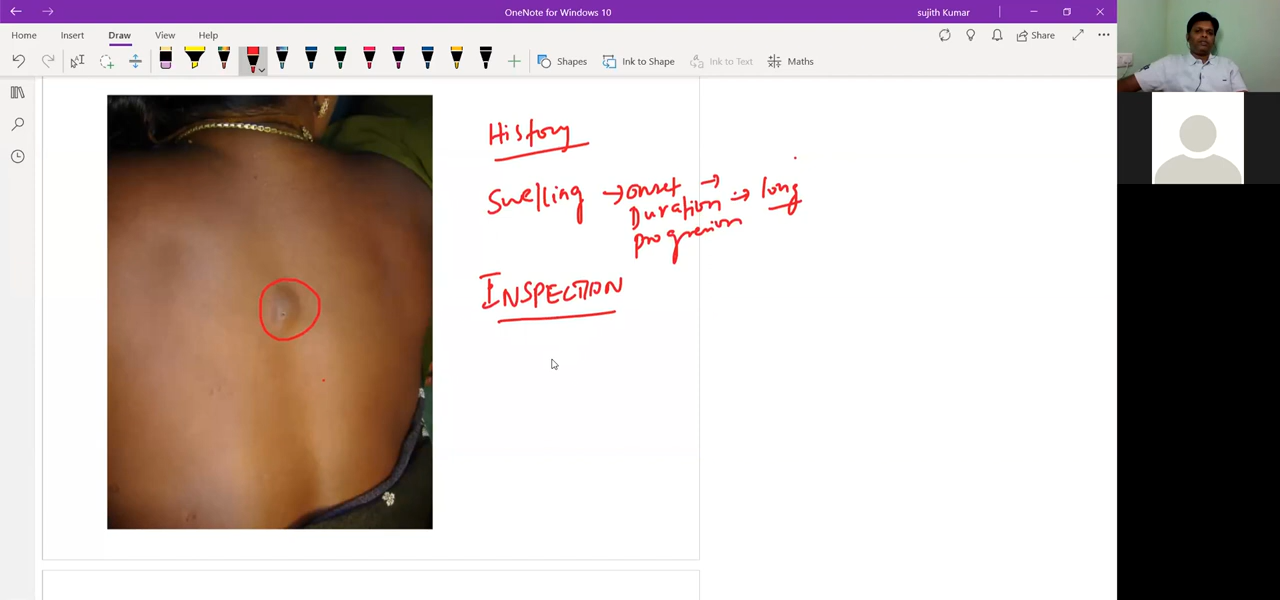 OneNote for Windows 10
sujith Kumar
Home Insert Draw View Help
Share
Shapes Ink to Shape Ink to Text Maths
History
Swelling → onset →
Duration → long
progression
INSPECTION